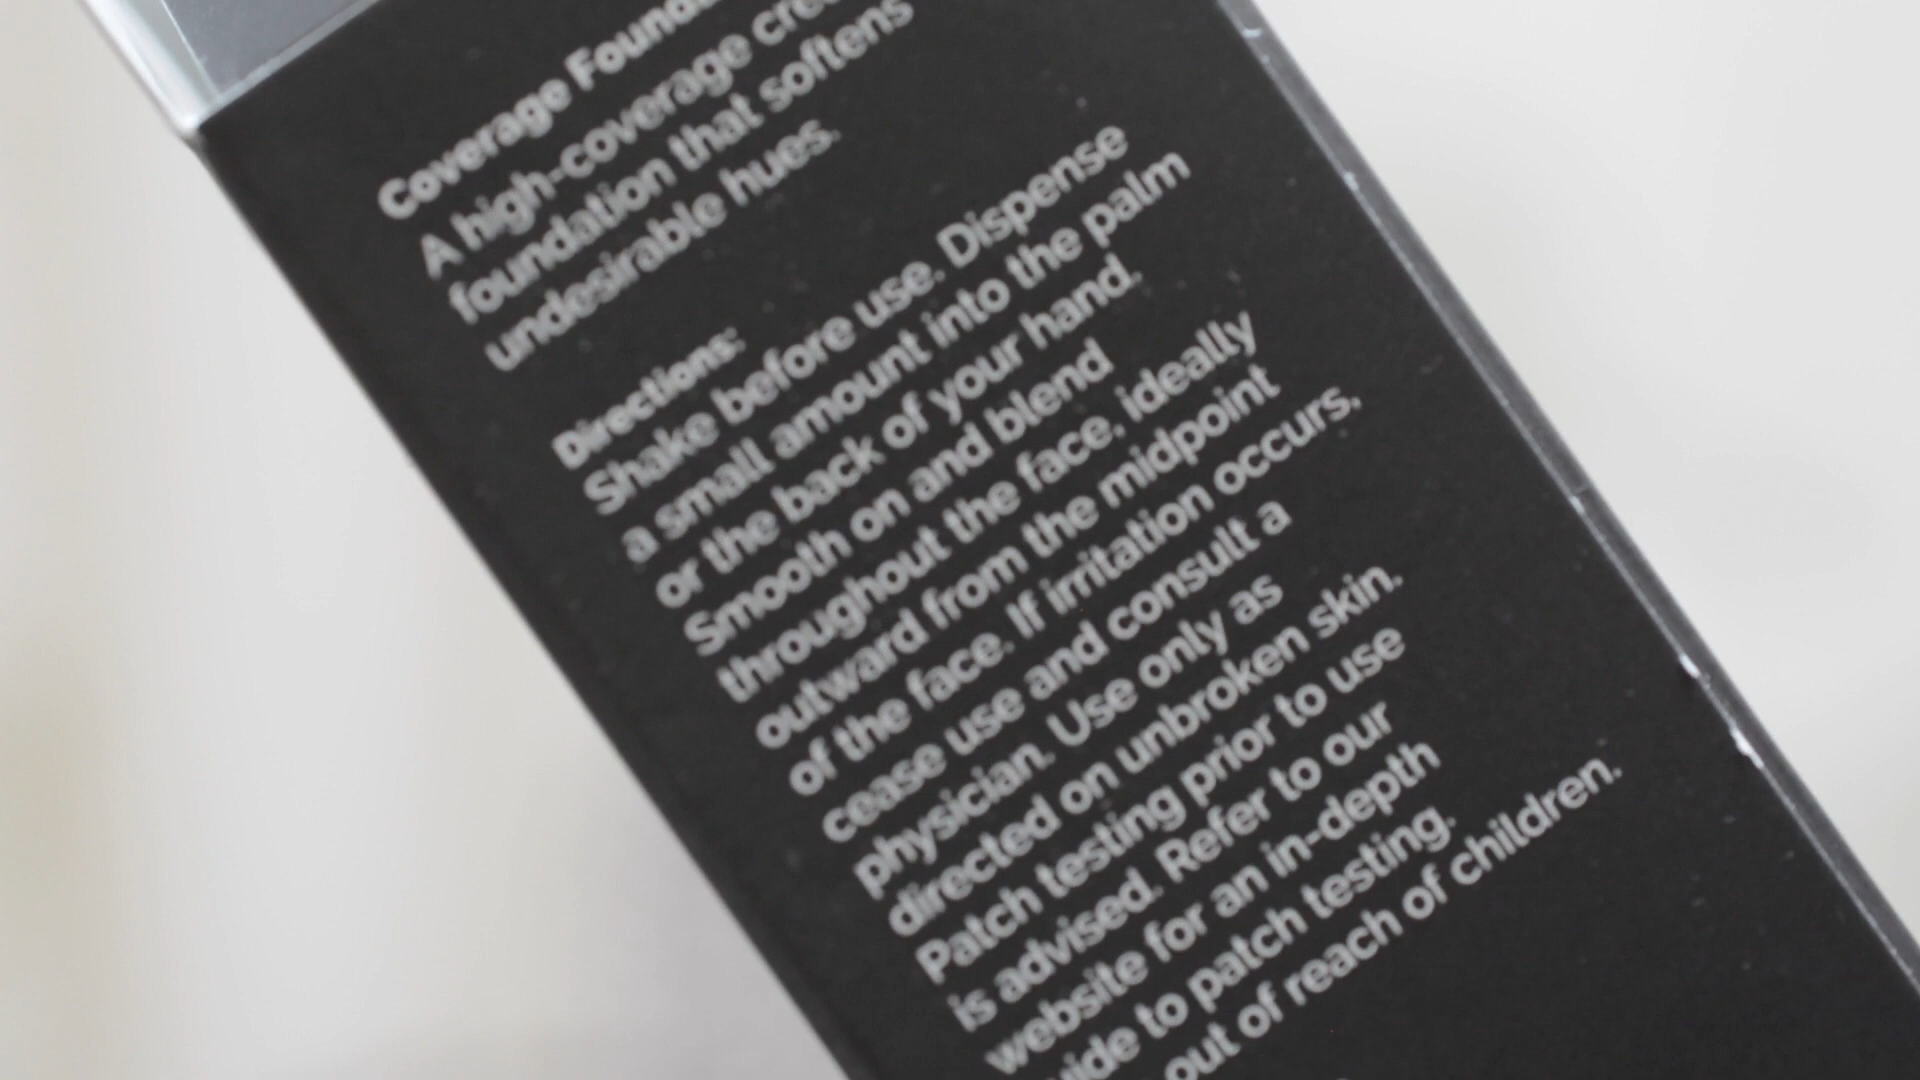 Coverage
A high-coverage
foundation that softens
undesirable hues.
Directions:
Shake before use. Dispense
a small amount into the palm
or the back of your hand.
Smooth on and blend
throughout the face, ideally
outward from the midpoint
of the face. If irritation occurs,
cease use and consult a
physician. Use only as
directed on unbroken skin.
Patch testing prior to use
is advised. Refer to our
website for an in-depth
to patch testing.
out of reach of children.